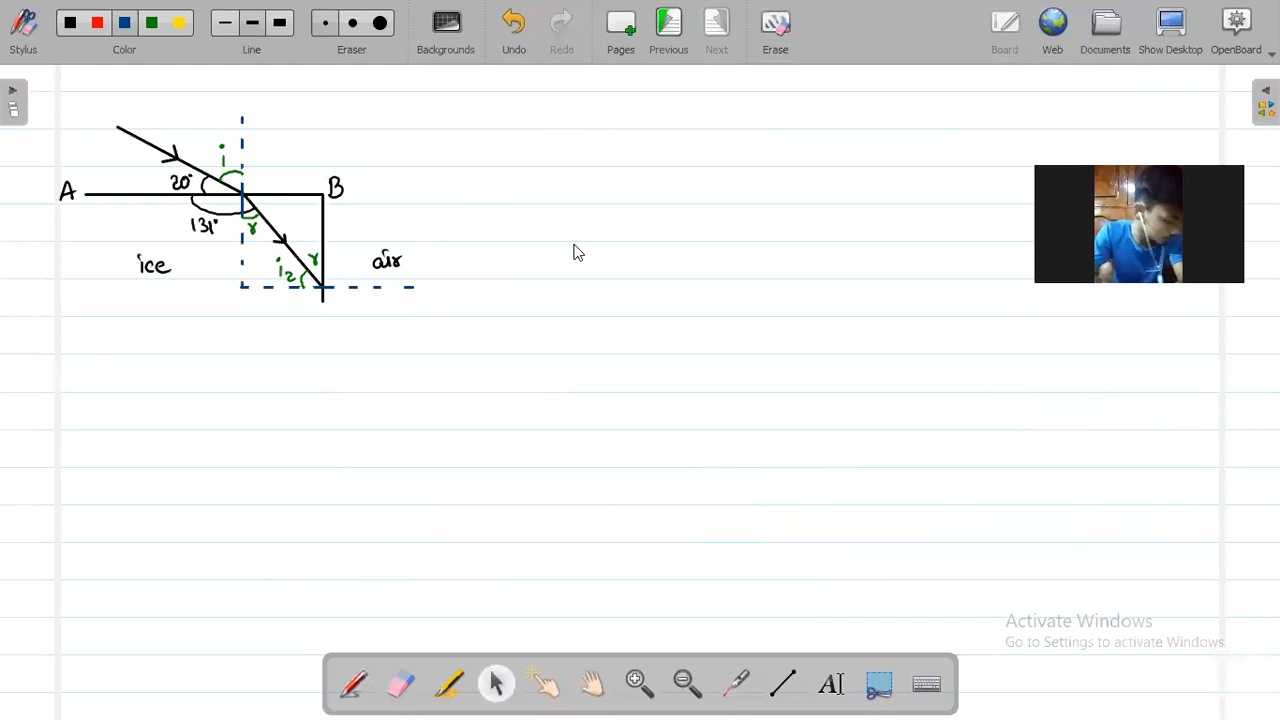 Stylus
Color
Line
Eraser
Backgrounds
Undo
Redo
Pages
Previous
Next
Erase
Board
Web
Documents
Show Desktop
OpenBoard
i
A
20°
B
131°
r
ice
i2
r
air
Activate Windows
Go to Settings to activate Windows.
AI